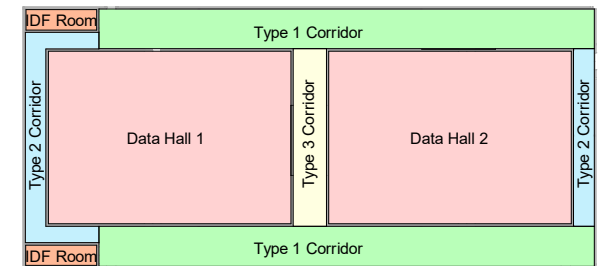 IDF Room
Type 1 Corridor
Type 2 Corridor
Data Hall 1
Type 3 Corridor
Data Hall 2
Type 2 Corridor
IDF Room
Type 1 Corridor